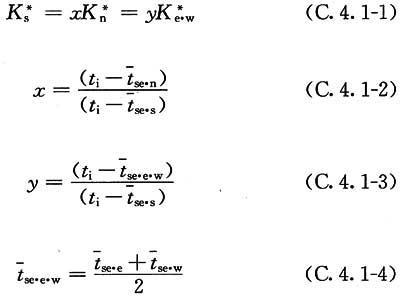 K*ₛ = xK*ₙ = yK*ₑ.w (C. 4. 1-1)
x = (tᵢ − t̄se·n) / (tᵢ − t̄se·s) (C. 4. 1-2)
y = (tᵢ − t̄se·e·w) / (tᵢ − t̄se·s) (C. 4. 1-3)
t̄se·e·w = (t̄se·e + t̄se·w) / 2 (C. 4. 1-4)